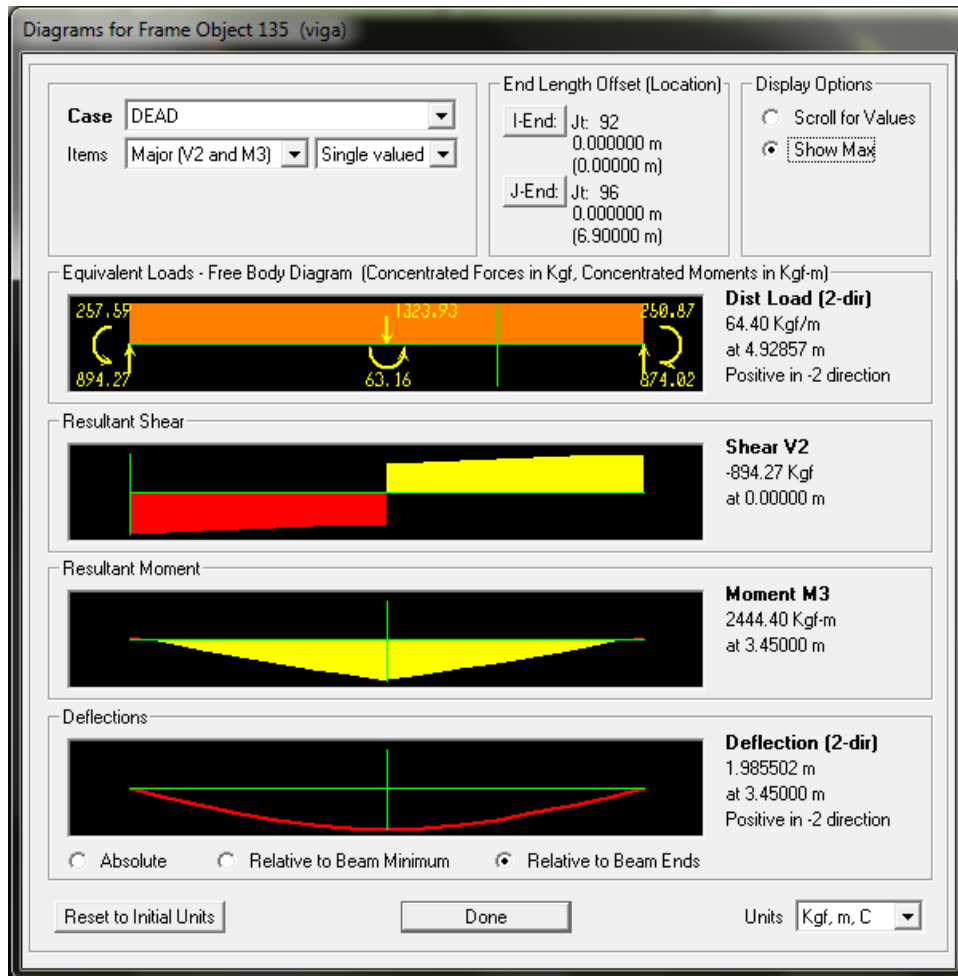 Diagrams for Frame Object 135 (viga)
Case DEAD
Items Major (V2 and M3) Single valued
End Length Offset (Location)
I-End: Jt: 92
0.000000 m
(0.00000 m)
J-End: Jt: 96
0.000000 m
(6.90000 m)
Display Options
Scroll for Values
Show Max
Equivalent Loads - Free Body Diagram (Concentrated Forces in Kgf, Concentrated Moments in Kgf-m)
257.59 1323.93 250.87
894.27 63.16 874.02
Dist Load (2-dir)
64.40 Kgf/m
at 4.92857 m
Positive in -2 direction
Resultant Shear
Shear V2
-894.27 Kgf
at 0.00000 m
Resultant Moment
Moment M3
2444.40 Kgf-m
at 3.45000 m
Deflections
Deflection (2-dir)
1.985502 m
at 3.45000 m
Positive in -2 direction
Absolute Relative to Beam Minimum Relative to Beam Ends
Reset to Initial Units Done Units Kgf, m, C